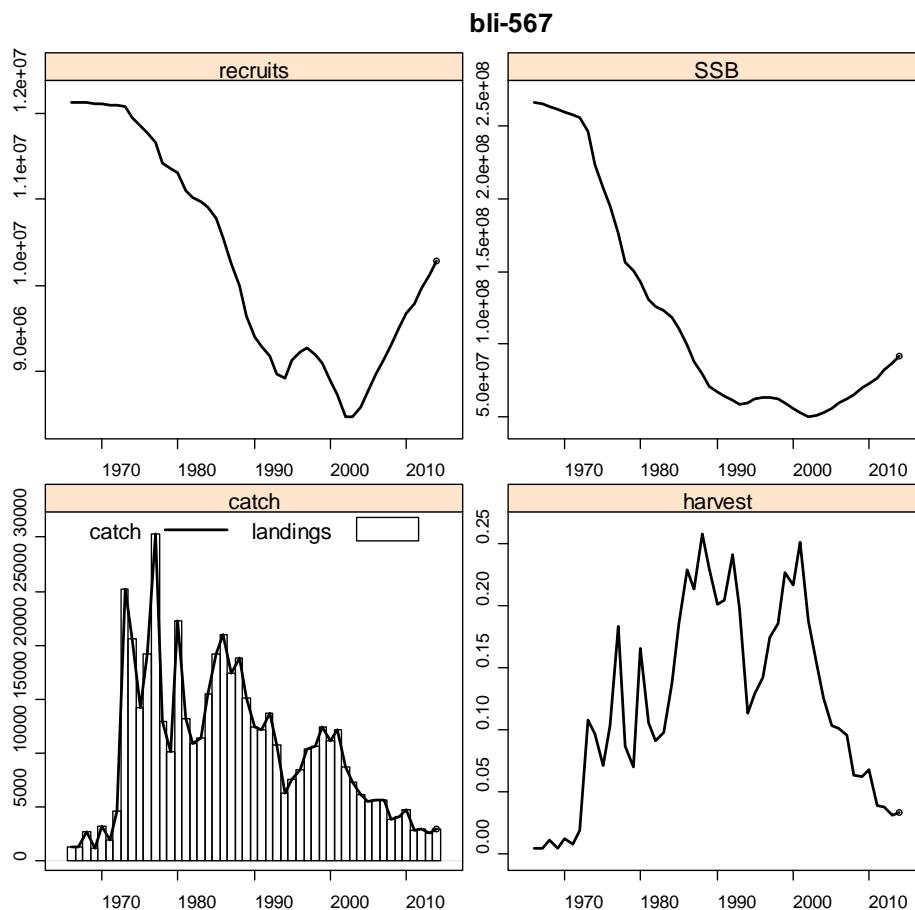 bli-567
recruits
1.2e+07
1.1e+07
1.0e+07
9.0e+06
1970 1980 1990 2000 2010
SSB
2.5e+08
2.0e+08
1.5e+08
1.0e+08
5.0e+07
1970 1980 1990 2000 2010
catch
catch landings
30000
25000
20000
15000
10000
5000
0
1970 1980 1990 2000 2010
harvest
0.25
0.20
0.15
0.10
0.05
0.00
1970 1980 1990 2000 2010